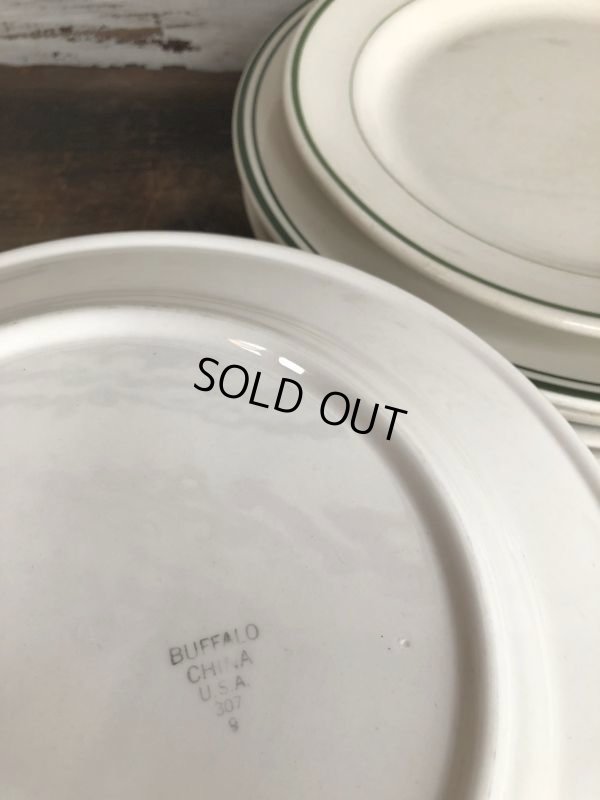 SOLD OUT
BUFFALO
CHINA
U.S.A.
307
9